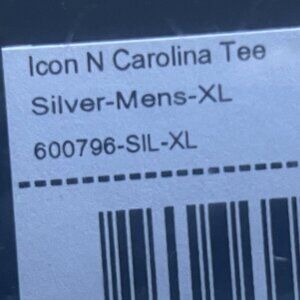 Icon N Carolina Tee
Silver-Mens-XL
600796-SIL-XL